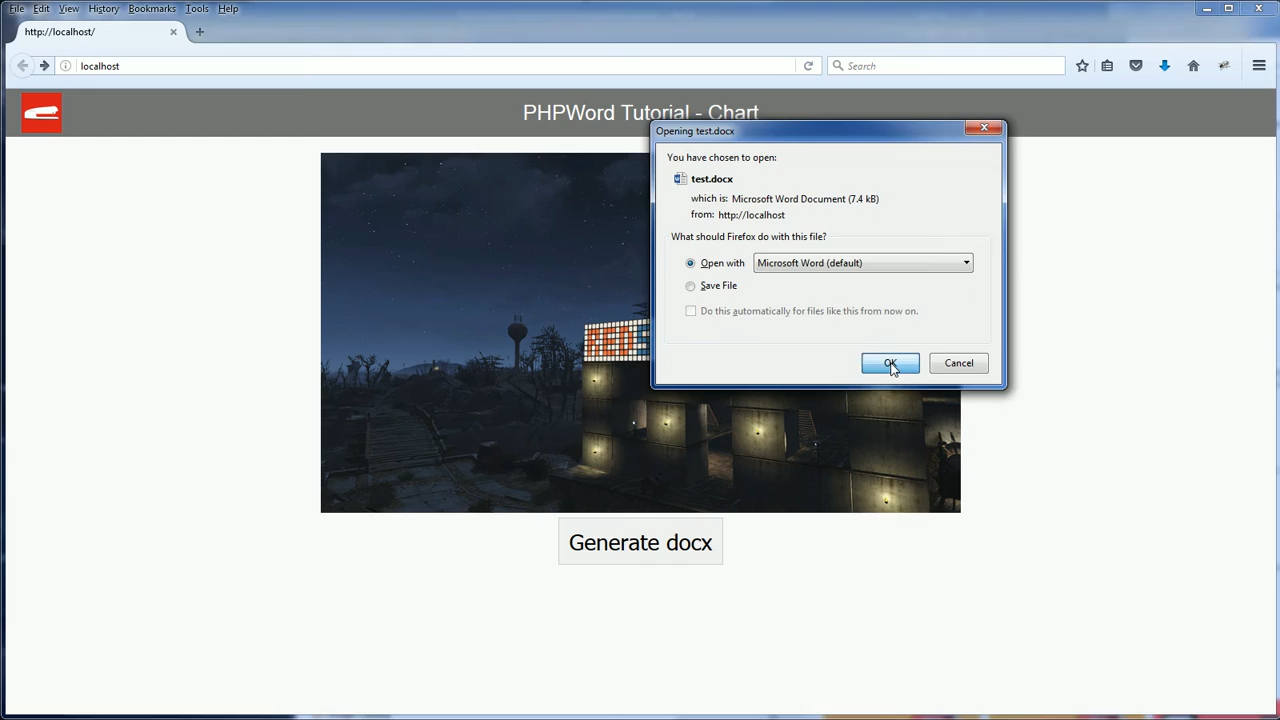 File Edit View History Bookmarks Tools Help
http://localhost/
localhost
Search
PHPWord Tutorial - Chart
Opening test.docx
You have chosen to open:
test.docx
which is: Microsoft Word Document (7.4 kB)
from: http://localhost
What should Firefox do with this file?
Open with Microsoft Word (default)
Save File
Do this automatically for files like this from now on.
OK Cancel
Generate docx